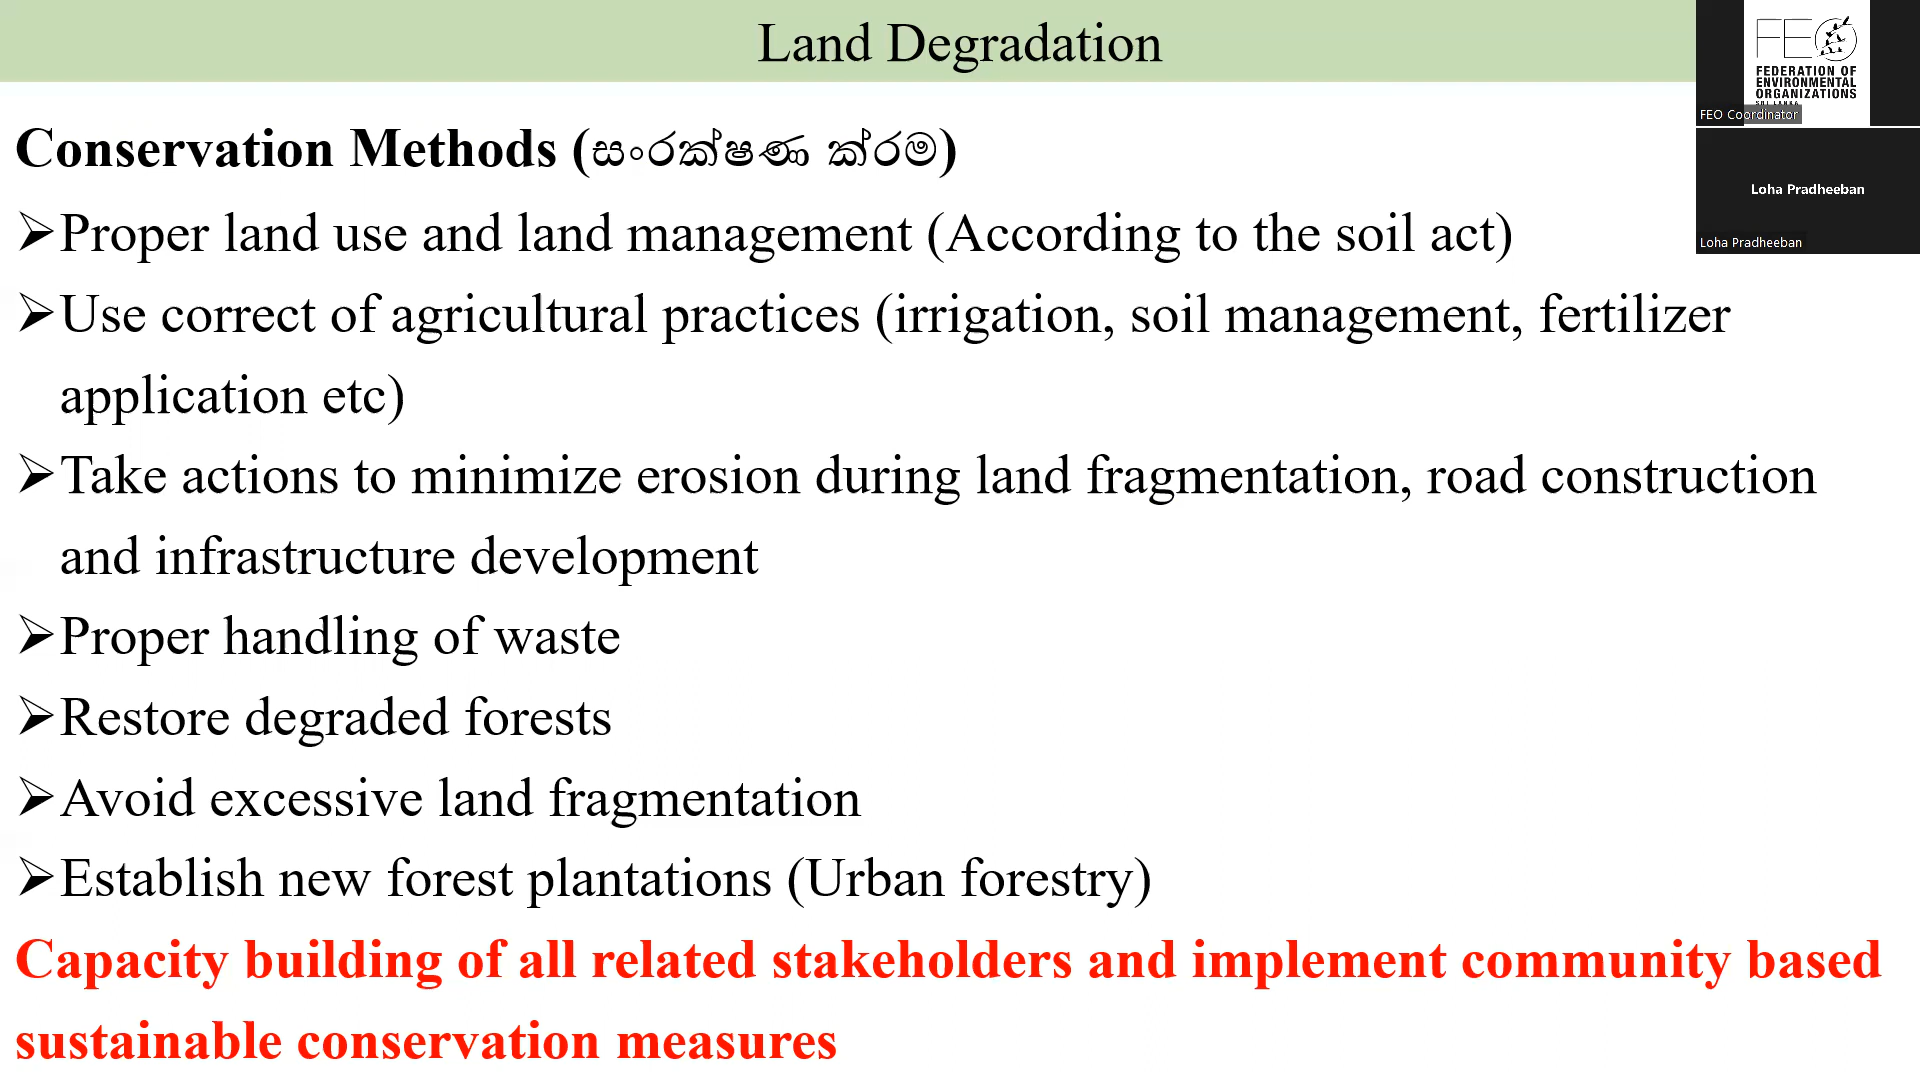 Land Degradation
Conservation Methods (සංරක්ෂණ ක්රම)
➢Proper land use and land management (According to the soil act)
➢Use correct of agricultural practices (irrigation, soil management, fertilizer
application etc)
➢Take actions to minimize erosion during land fragmentation, road construction
and infrastructure development
➢Proper handling of waste
➢Restore degraded forests
➢Avoid excessive land fragmentation
➢Establish new forest plantations (Urban forestry)
Capacity building of all related stakeholders and implement community based
sustainable conservation measures
FEO
FEDERATION OF
ENVIRONMENTAL
ORGANIZATIONS
SRI LANKA
FEO Coordinator
Loha Pradheeban
Loha Pradheeban